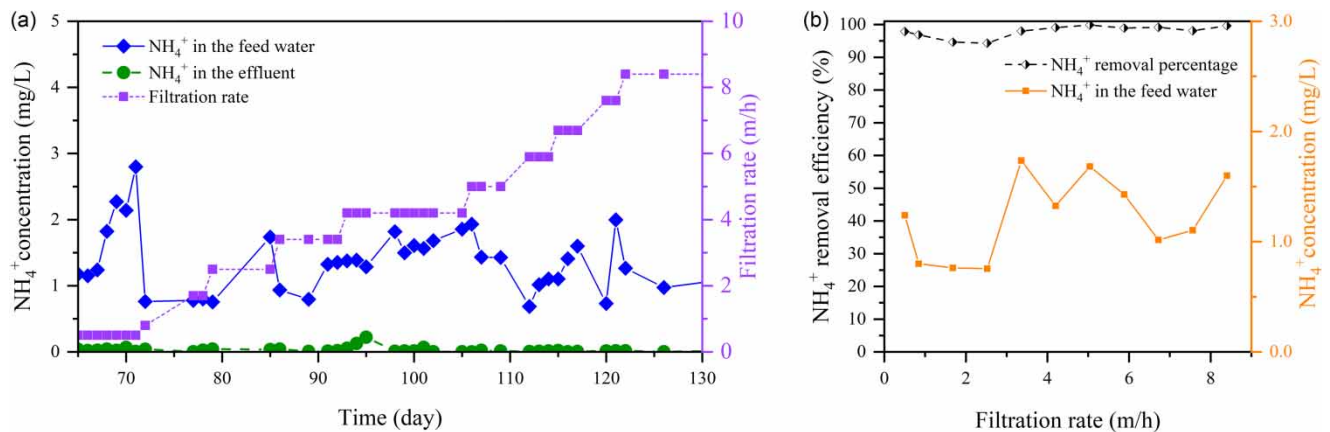 (a)
NH₄⁺ concentration (mg/L)
5
4
3
2
1
0
NH₄⁺ in the feed water
NH₄⁺ in the effluent
Filtration rate
10
8
6
4
2
0
Filtration rate (m/h)
70 80 90 100 110 120 130
Time (day)
(b)
NH₄⁺ removal efficiency (%)
100
90
80
70
60
50
40
30
20
10
0
NH₄⁺ removal percentage
NH₄⁺ in the feed water
3.0
2.0
1.0
0.0
NH₄⁺ concentration (mg/L)
0 2 4 6 8
Filtration rate (m/h)